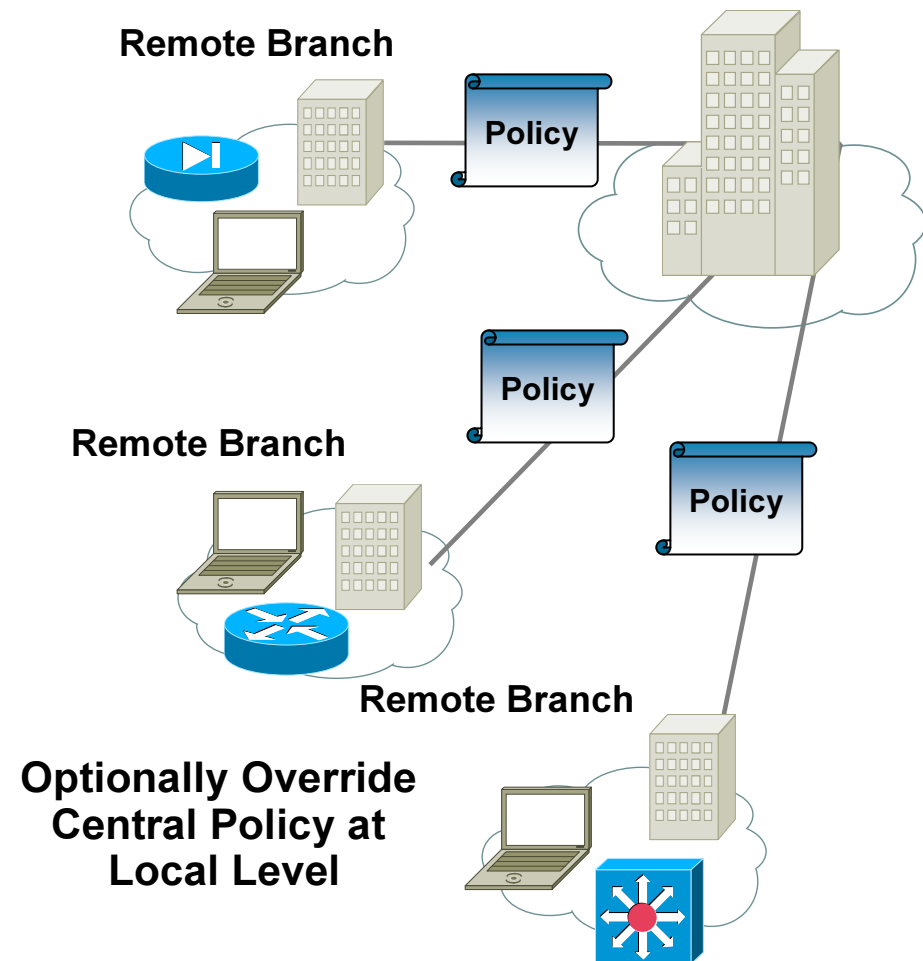 Remote Branch
Policy
Policy
Remote Branch
Policy
Remote Branch
Optionally Override
Central Policy at
Local Level